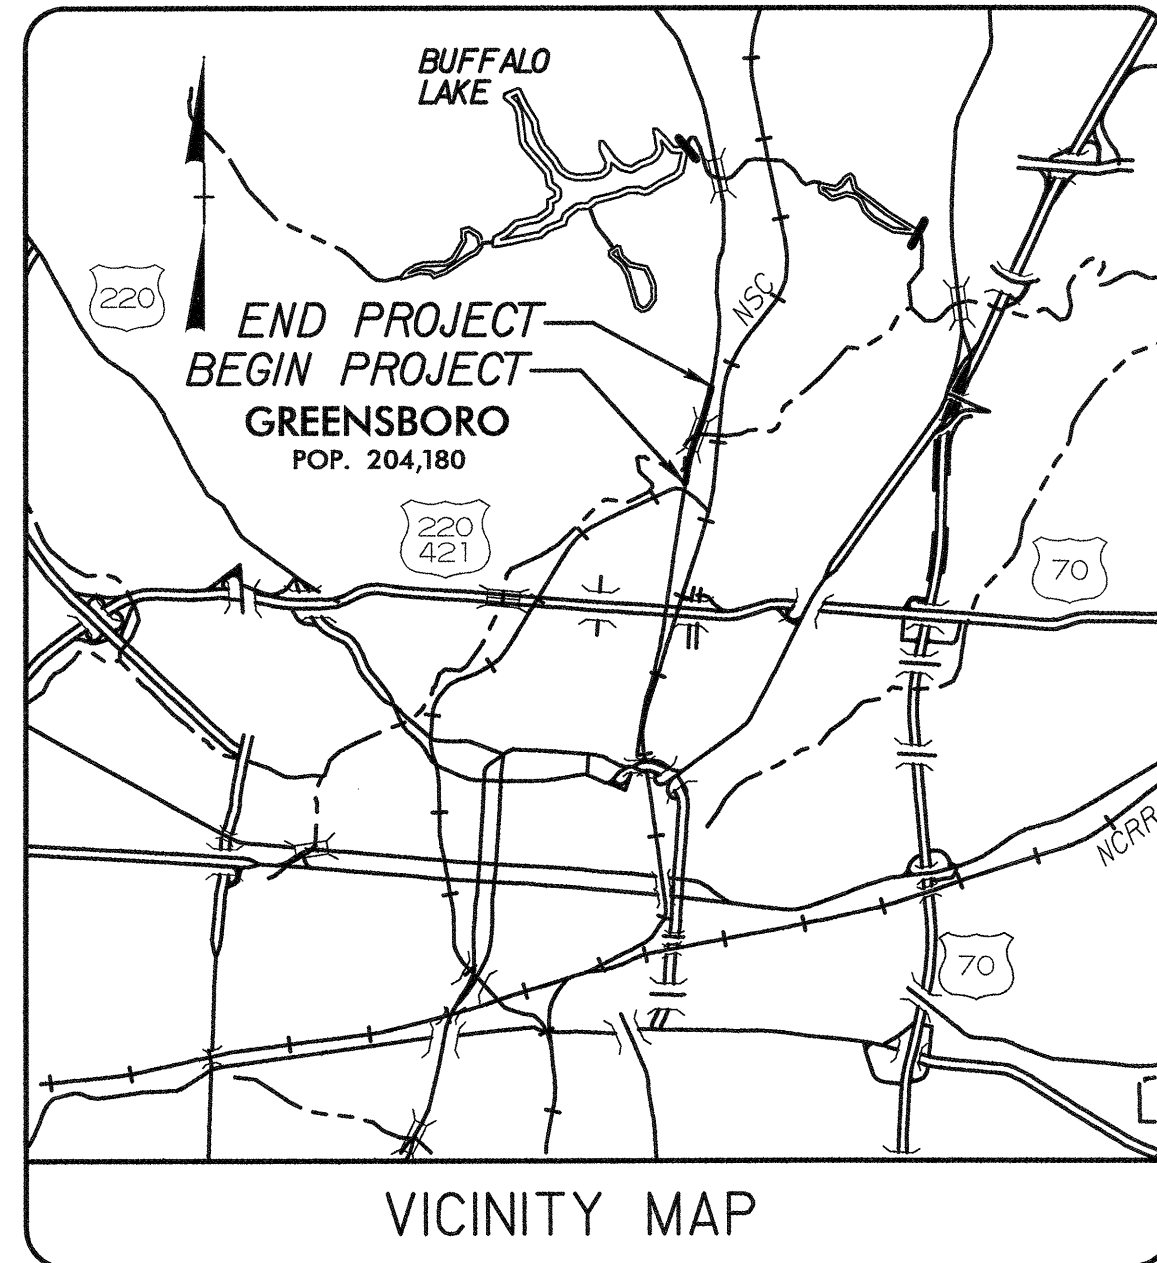 BUFFALO
LAKE
220
NSC
END PROJECT
BEGIN PROJECT
GREENSBORO
POP. 204,180
220
421
70
NCRR
70
VICINITY MAP